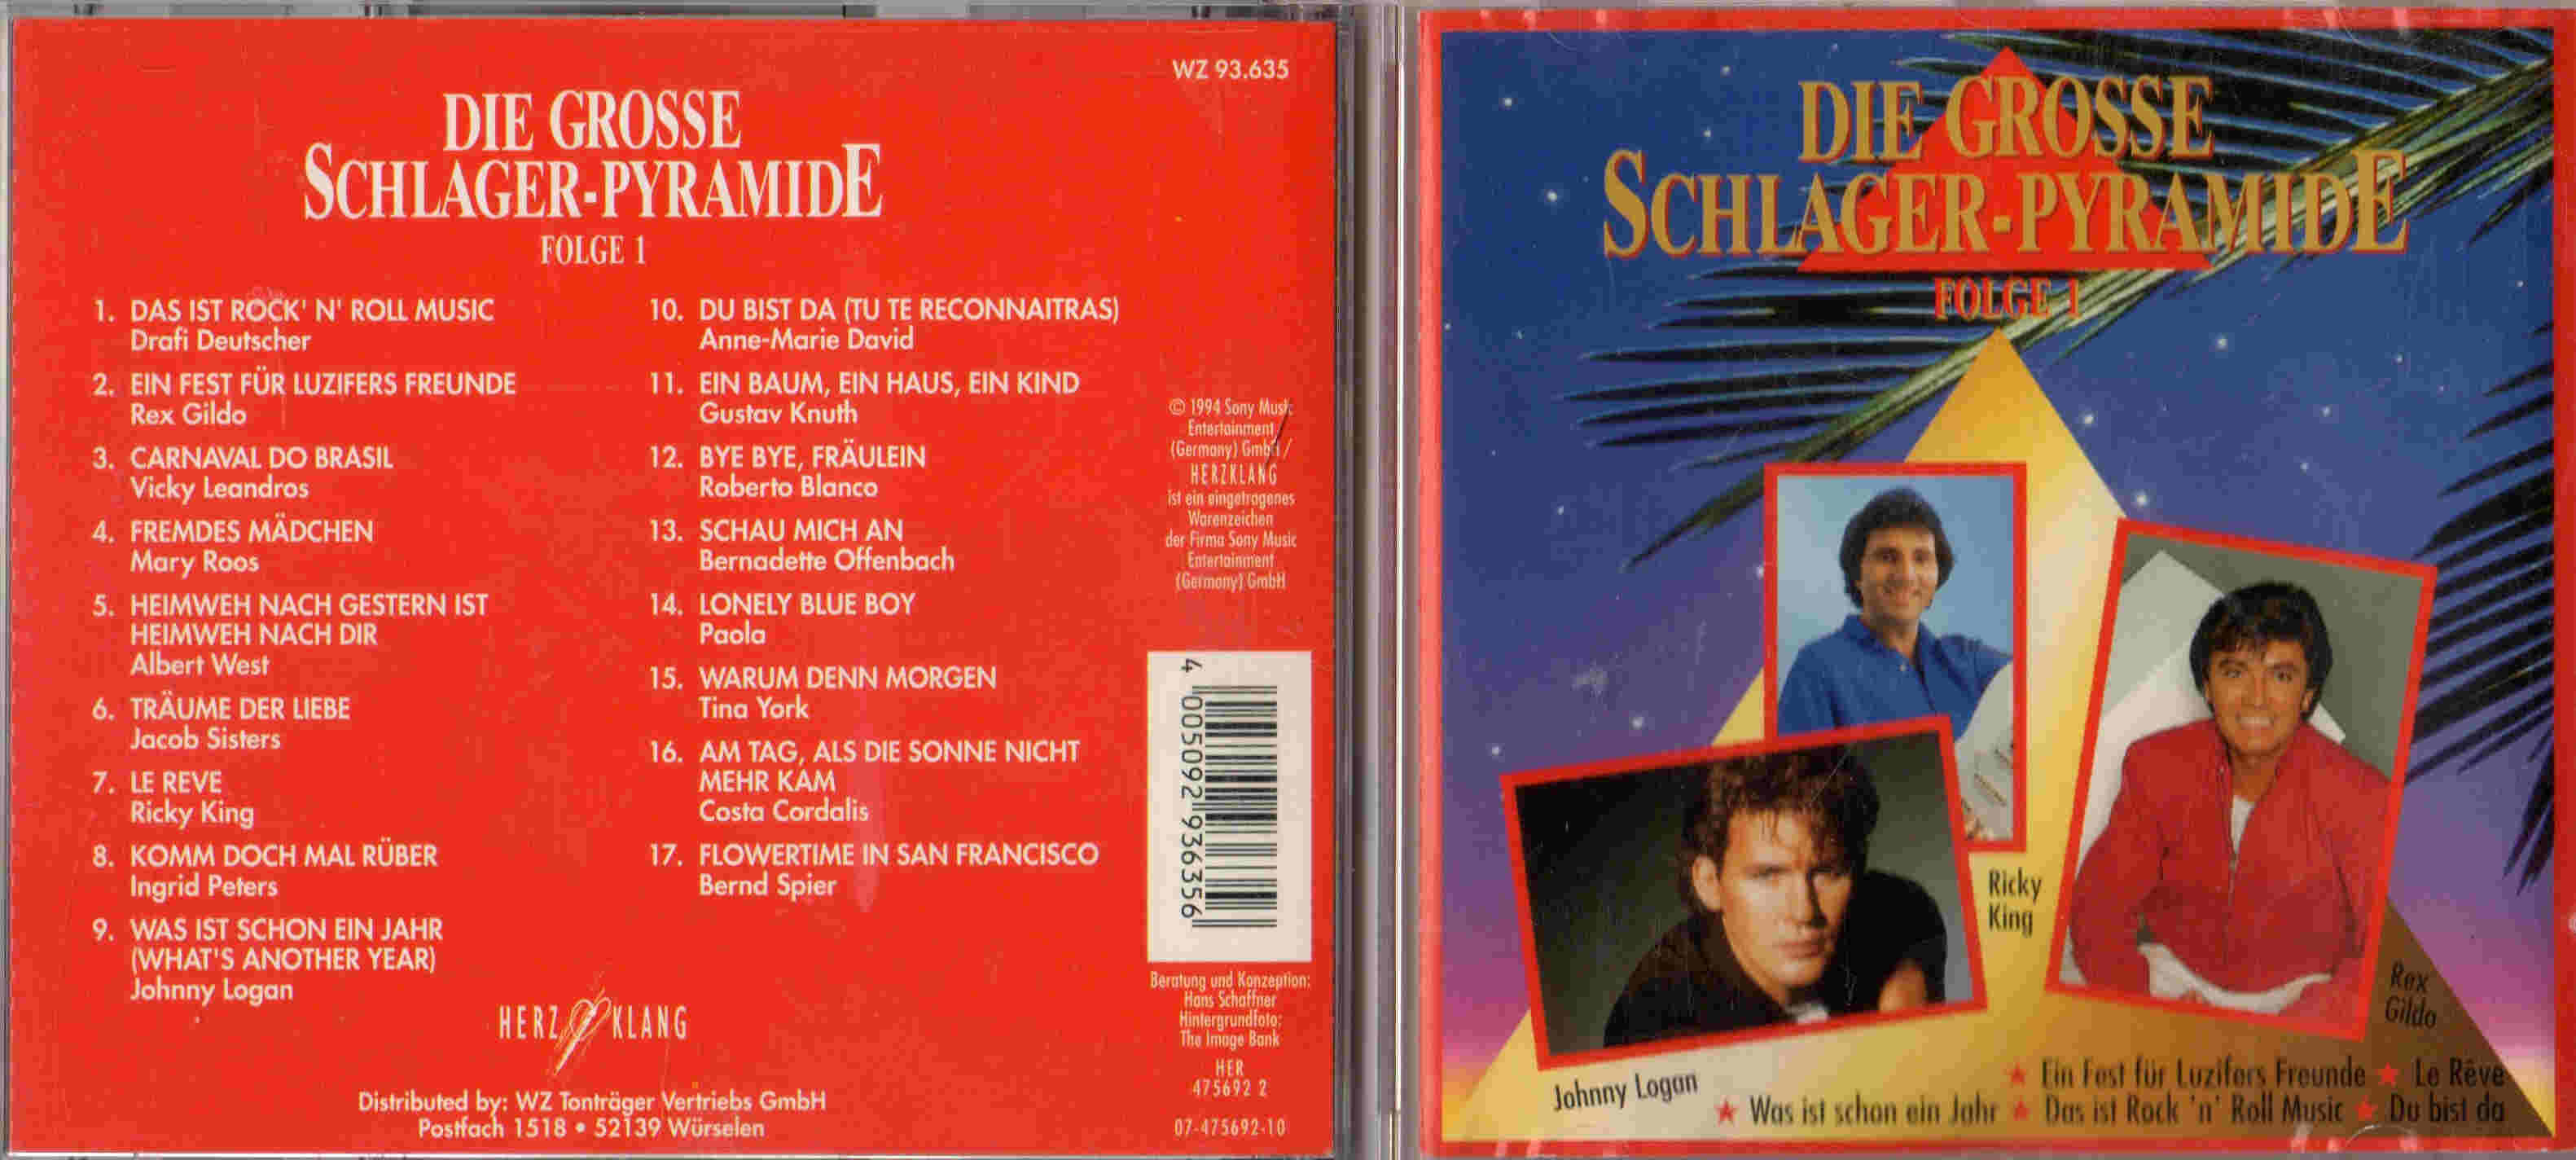 WZ 93.635
DIE GROSSE
SCHLAGER-PYRAMIDE
FOLGE 1
1. DAS IST ROCK' N' ROLL MUSIC
Drafi Deutscher
2. EIN FEST FÜR LUZIFERS FREUNDE
Rex Gildo
3. CARNAVAL DO BRASIL
Vicky Leandros
4. FREMDES MÄDCHEN
Mary Roos
5. HEIMWEH NACH GESTERN IST
HEIMWEH NACH DIR
Albert West
6. TRÄUME DER LIEBE
Jacob Sisters
7. LE REVE
Ricky King
8. KOMM DOCH MAL RÜBER
Ingrid Peters
9. WAS IST SCHON EIN JAHR
(WHAT'S ANOTHER YEAR)
Johnny Logan
10. DU BIST DA (TU TE RECONNAITRAS)
Anne-Marie David
11. EIN BAUM, EIN HAUS, EIN KIND
Gustav Knuth
12. BYE BYE, FRÄULEIN
Roberto Blanco
13. SCHAU MICH AN
Bernadette Offenbach
14. LONELY BLUE BOY
Paola
15. WARUM DENN MORGEN
Tina York
16. AM TAG, ALS DIE SONNE NICHT
MEHR KAM
Costa Cordalis
17. FLOWERTIME IN SAN FRANCISCO
Bernd Spier
© 1994 Sony Music
Entertainment
(Germany) GmbH /
HERZKLANG
ist ein eingetragenes
Warenzeichen
der Firma Sony Music
Entertainment
(Germany) GmbH
4 005092 936356
Beratung und Konzeption:
Hans Schaffner
Hintergrundfoto:
The Image Bank
HER
475692 2
07-475692-10
HERZ KLANG
Distributed by: WZ Tonträger Vertriebs GmbH
Postfach 1518 • 52139 Würselen
DIE GROSSE
SCHLAGER-PYRAMIDE
FOLGE 1
Ricky
King
Rex
Gildo
Johnny Logan
★ Ein Fest für Luzifers Freunde ★ Le Rêve
★ Was ist schon ein Jahr ★ Das ist Rock 'n' Roll Music ★ Du bist da